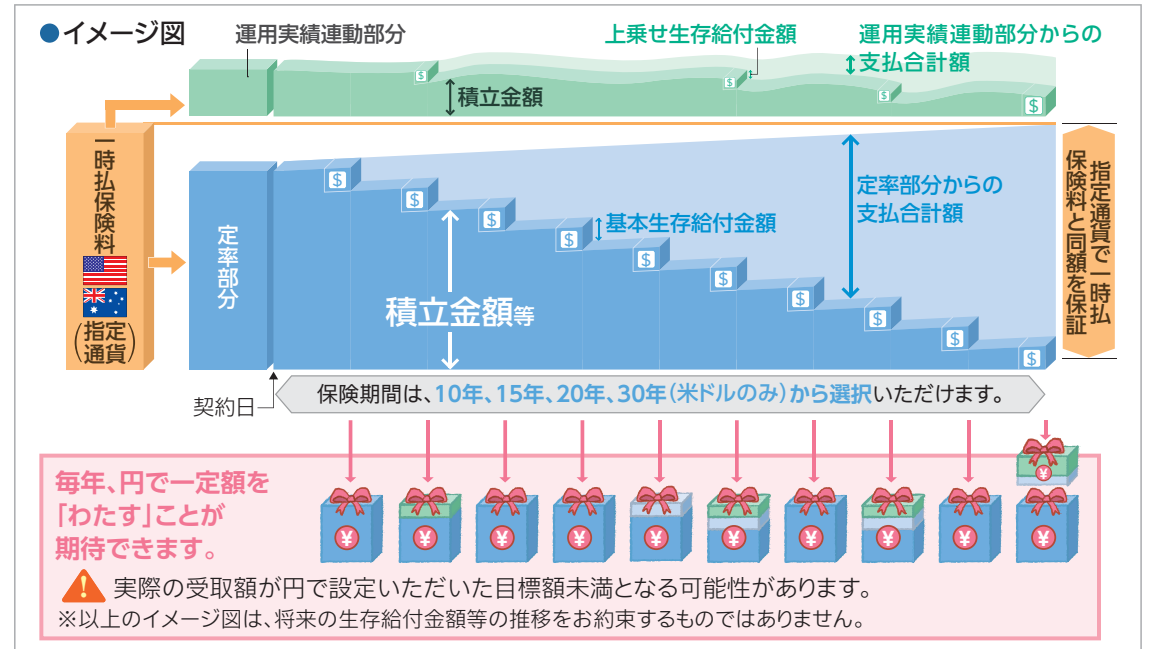 ●イメージ図
運用実績連動部分
上乗せ生存給付金額
運用実績連動部分からの
支払合計額
積立金額
$
$
$
$
一時払保険料
(指定
通貨)
定率部分
$
$
$
$
$
$
$
$
$
$
基本生存給付金額
定率部分からの
支払合計額
積立金額等
指定通貨で一時払
保険料と同額を保証
契約日
保険期間は、10年、15年、20年、30年(米ドルのみ)から選択いただけます。
毎年、円で一定額を
「わたす」ことが
期待できます。
¥
¥
¥
¥
¥
¥
¥
¥
¥
¥
¥
! 実際の受取額が円で設定いただいた目標額未満となる可能性があります。
※以上のイメージ図は、将来の生存給付金額等の推移をお約束するものではありません。